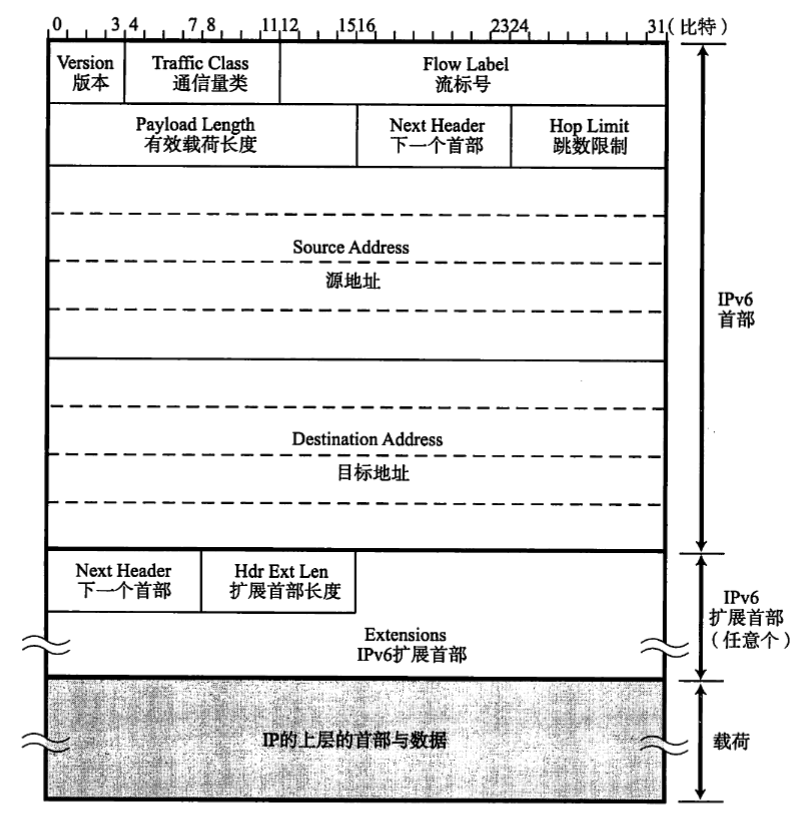 0 3 4 7 8 11 12 15 16 23 24 31 (比特)
Version Traffic Class Flow Label
版本 通信量类 流标号
Payload Length Next Header Hop Limit
有效载荷长度 下一个首部 跳数限制
Source Address
源地址
IPv6
首部
Destination Address
目标地址
Next Header Hdr Ext Len
下一个首部 扩展首部长度
IPv6
扩展首部
(任意个)
Extensions
IPv6扩展首部
IP的上层的首部与数据
载荷